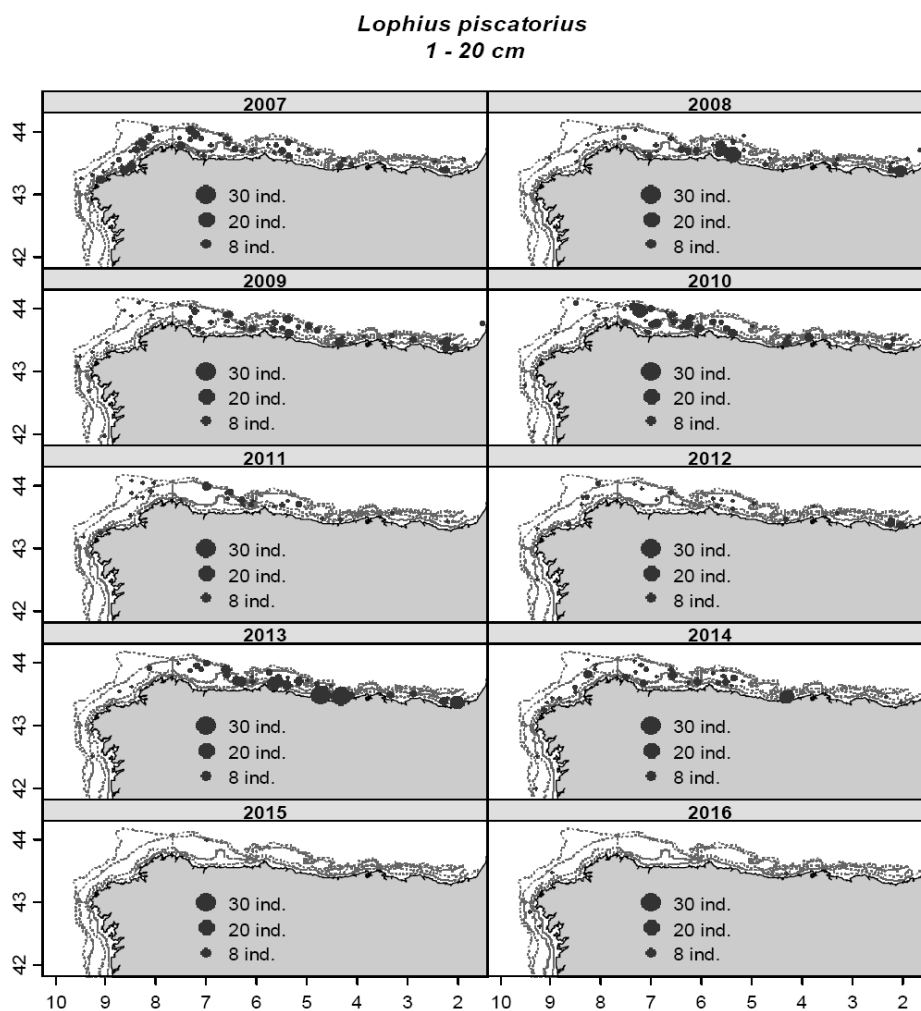 Lophius piscatorius
1 - 20 cm
2007 2008
44
43
42
30 ind. 30 ind.
20 ind. 20 ind.
8 ind. 8 ind.
2009 2010
44
43
42
30 ind. 30 ind.
20 ind. 20 ind.
8 ind. 8 ind.
2011 2012
44
43
42
30 ind. 30 ind.
20 ind. 20 ind.
8 ind. 8 ind.
2013 2014
44
43
42
30 ind. 30 ind.
20 ind. 20 ind.
8 ind. 8 ind.
2015 2016
44
43
42
30 ind. 30 ind.
20 ind. 20 ind.
8 ind. 8 ind.
10 9 8 7 6 5 4 3 2 10 9 8 7 6 5 4 3 2